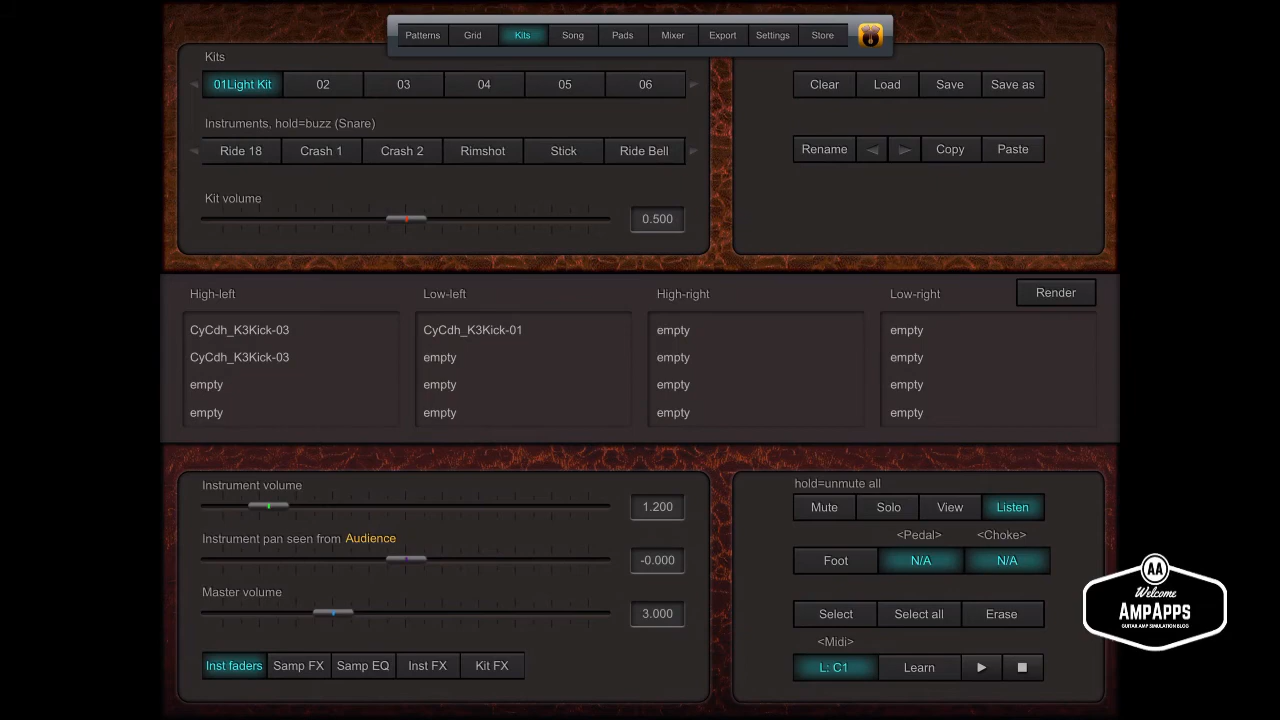 Patterns Grid Kits Song Pads Mixer Export Settings Store
Kits
01Light Kit 02 03 04 05 06
Clear Load Save Save as
Instruments, hold=buzz (Snare)
Ride 18 Crash 1 Crash 2 Rimshot Stick Ride Bell
Rename Copy Paste
Kit volume
0.500
High-left Low-left High-right Low-right Render
CyCdh_K3Kick-03 CyCdh_K3Kick-01 empty empty
CyCdh_K3Kick-03 empty empty empty
empty empty empty empty
empty empty empty empty
Instrument volume
1.200
Instrument pan seen from Audience
-0.000
Master volume
3.000
Inst faders Samp FX Samp EQ Inst FX Kit FX
hold=unmute all
Mute Solo View Listen
<Pedal> <Choke>
Foot N/A N/A
Select Select all Erase
<Midi>
L: C1 Learn
AA
Welcome
AMPAPPS
GUITAR AMP SIMULATION BLOG